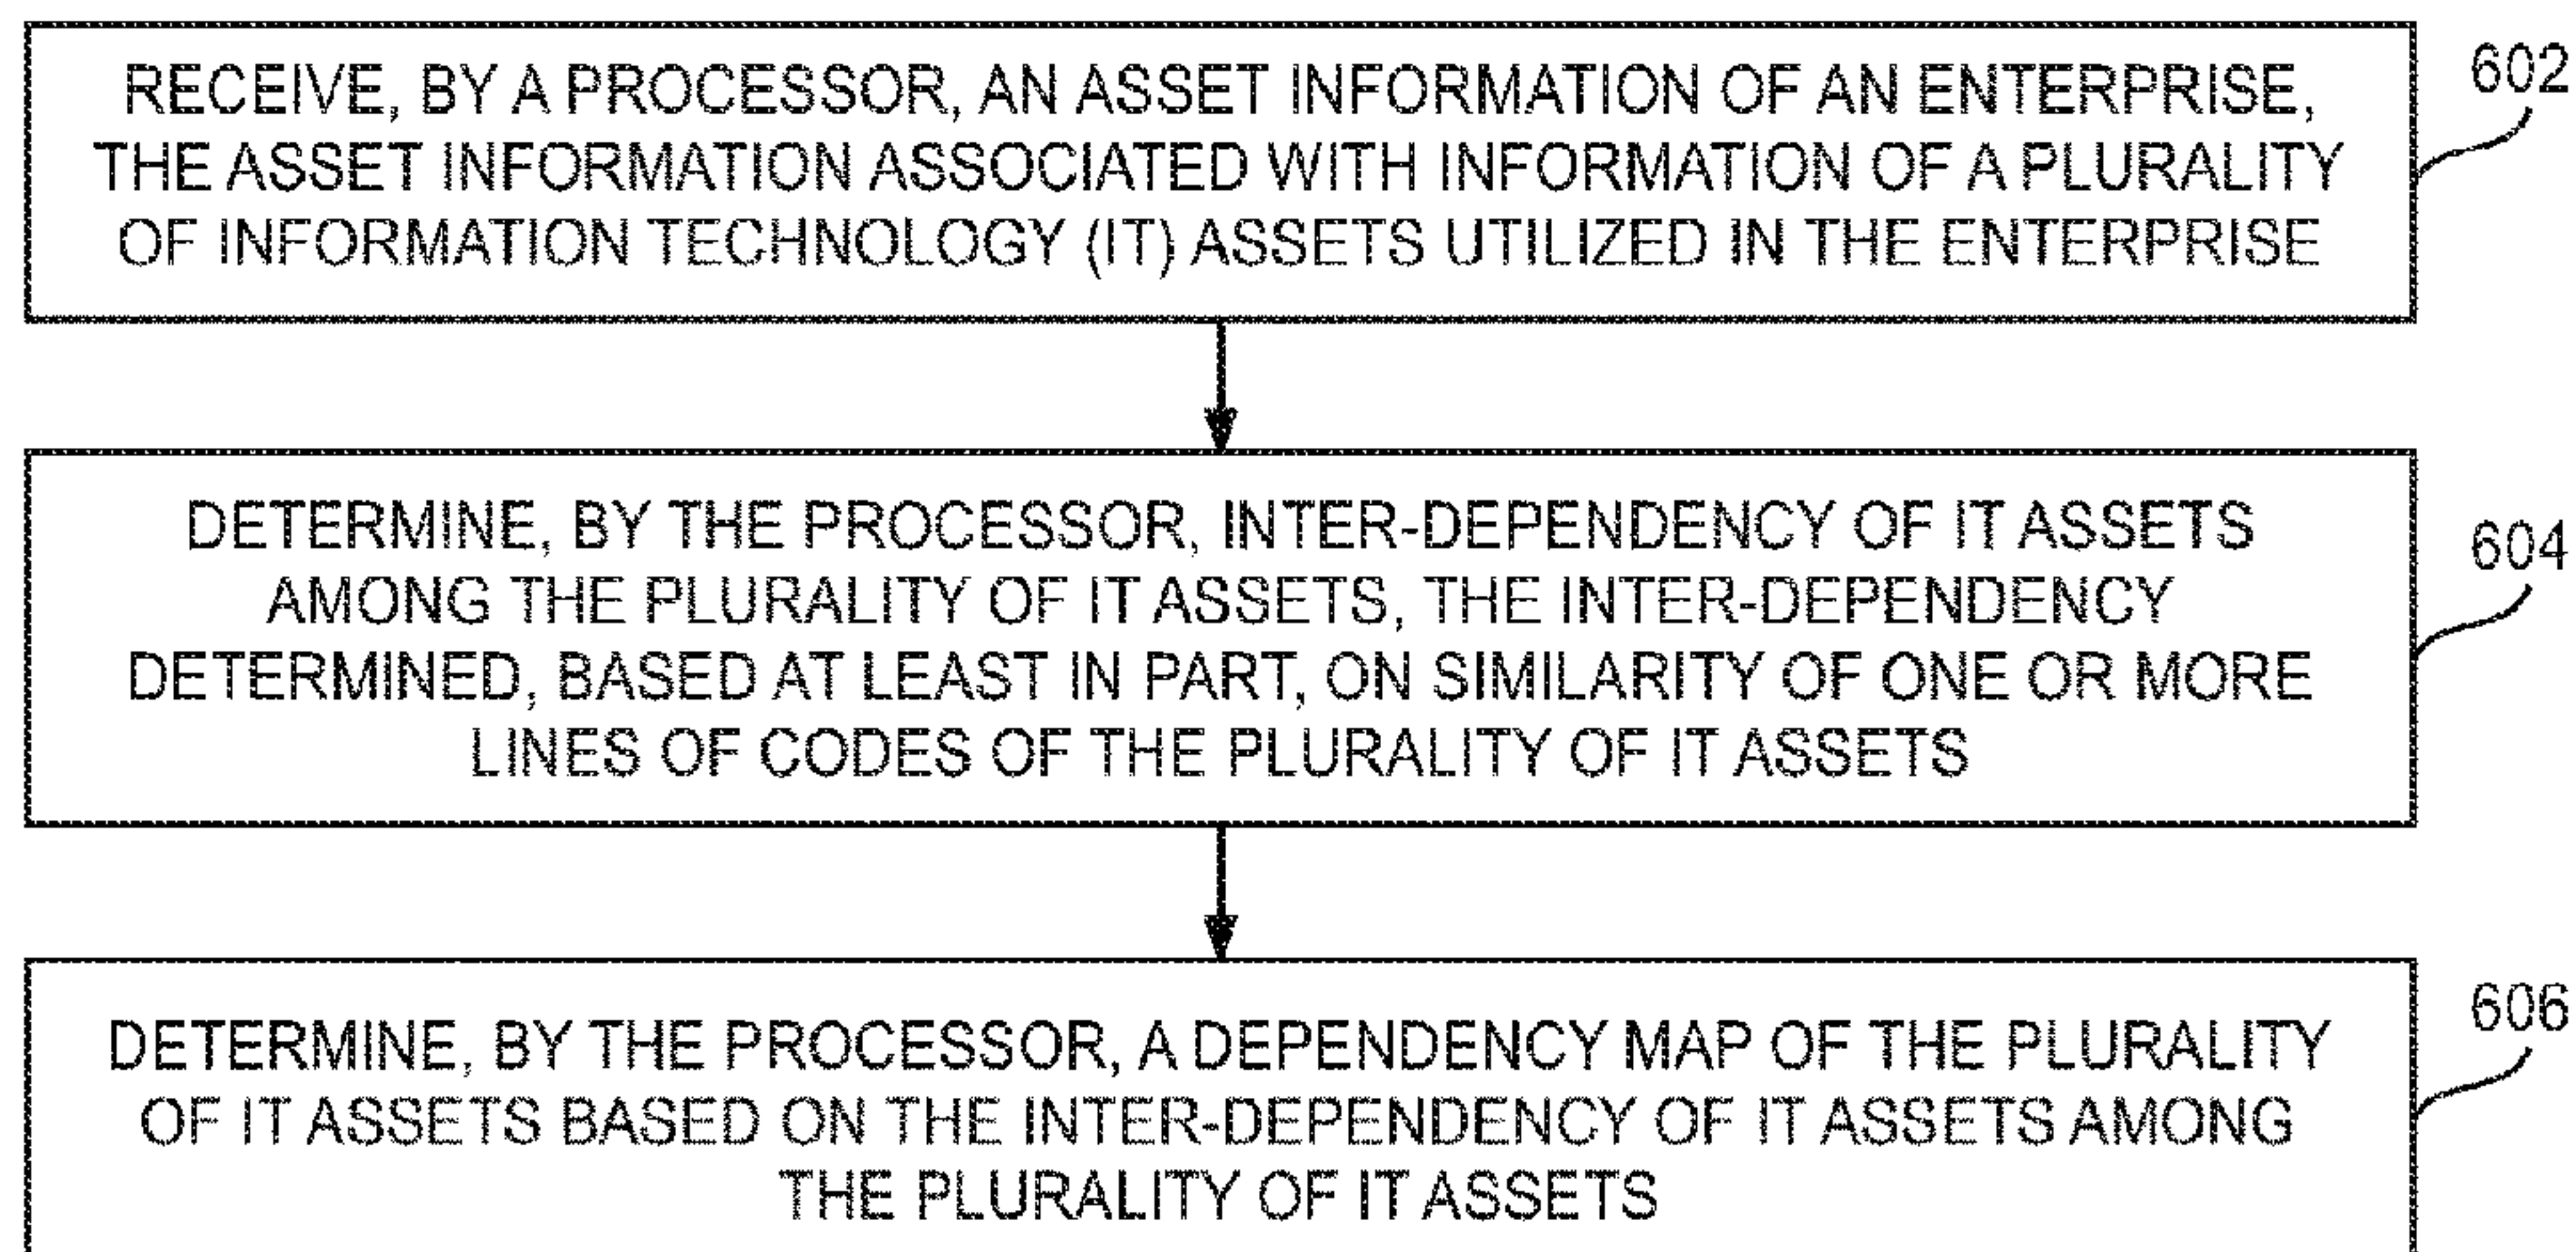 RECEIVE, BY A PROCESSOR, AN ASSET INFORMATION OF AN ENTERPRISE,
THE ASSET INFORMATION ASSOCIATED WITH INFORMATION OF A PLURALITY
OF INFORMATION TECHNOLOGY (IT) ASSETS UTILIZED IN THE ENTERPRISE
602
DETERMINE, BY THE PROCESSOR, INTER-DEPENDENCY OF IT ASSETS
AMONG THE PLURALITY OF IT ASSETS, THE INTER-DEPENDENCY
DETERMINED, BASED AT LEAST IN PART, ON SIMILARITY OF ONE OR MORE
LINES OF CODES OF THE PLURALITY OF IT ASSETS
604
DETERMINE, BY THE PROCESSOR, A DEPENDENCY MAP OF THE PLURALITY
OF IT ASSETS BASED ON THE INTER-DEPENDENCY OF IT ASSETS AMONG
THE PLURALITY OF IT ASSETS
606